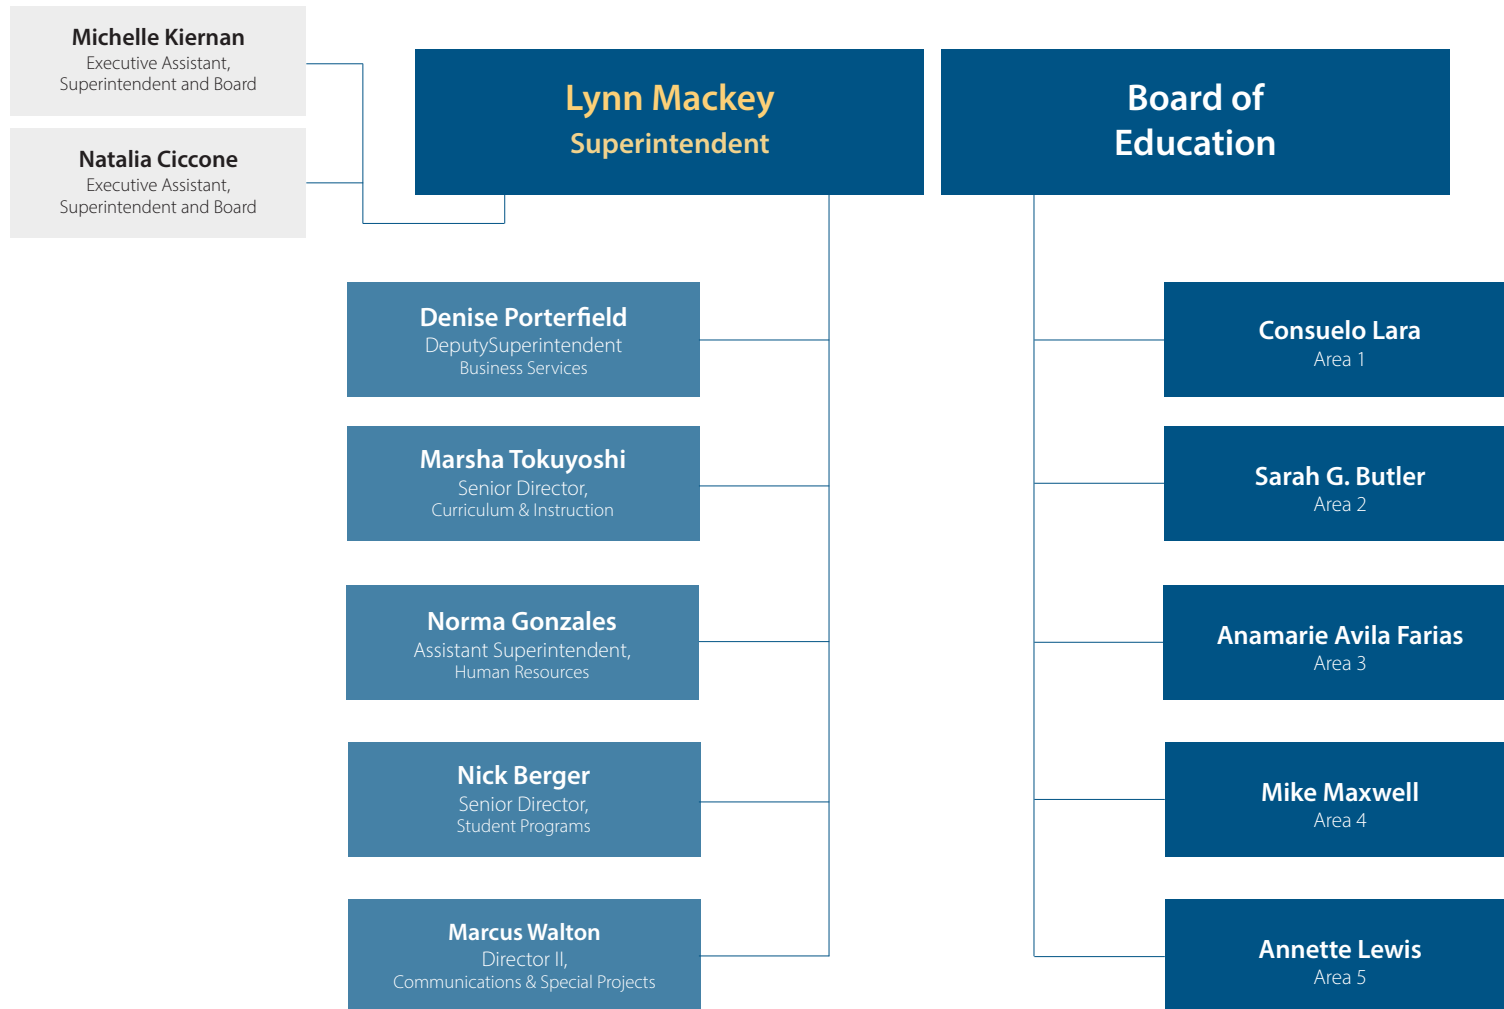 Michelle Kiernan
Executive Assistant,
Superintendent and Board
Natalia Ciccone
Executive Assistant,
Superintendent and Board
Lynn Mackey
Superintendent
Board of
Education
Denise Porterfield
DeputySuperintendent
Business Services
Marsha Tokuyoshi
Senior Director,
Curriculum & Instruction
Norma Gonzales
Assistant Superintendent,
Human Resources
Nick Berger
Senior Director,
Student Programs
Marcus Walton
Director II,
Communications & Special Projects
Consuelo Lara
Area 1
Sarah G. Butler
Area 2
Anamarie Avila Farias
Area 3
Mike Maxwell
Area 4
Annette Lewis
Area 5